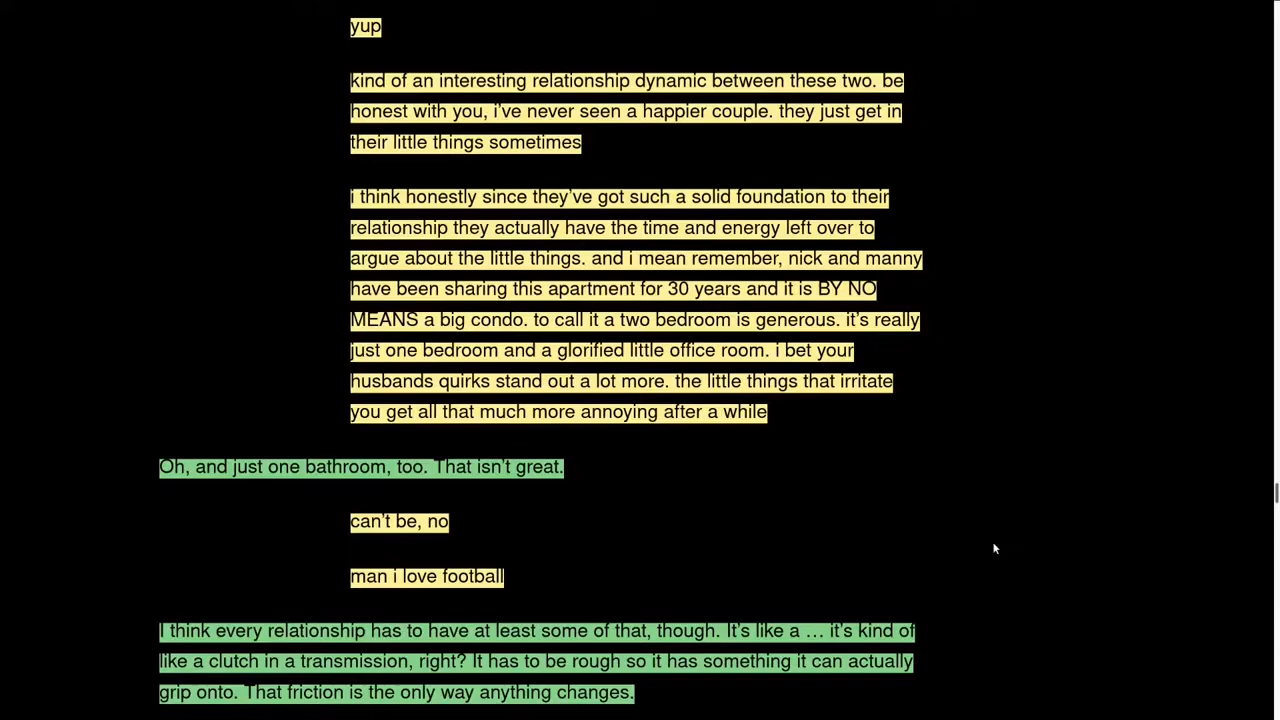 yup
kind of an interesting relationship dynamic between these two. be
honest with you, i've never seen a happier couple. they just get in
their little things sometimes
i think honestly since they've got such a solid foundation to their
relationship they actually have the time and energy left over to
argue about the little things. and i mean remember, nick and manny
have been sharing this apartment for 30 years and it is BY NO
MEANS a big condo. to call it a two bedroom is generous. it's really
just one bedroom and a glorified little office room. i bet your
husbands quirks stand out a lot more. the little things that irritate
you get all that much more annoying after a while
Oh, and just one bathroom, too. That isn't great.
can't be, no
man i love football
I think every relationship has to have at least some of that, though. It's like a … it's kind of
like a clutch in a transmission, right? It has to be rough so it has something it can actually
grip onto. That friction is the only way anything changes.